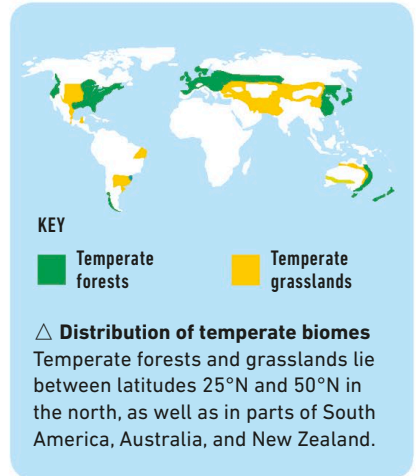 KEY
Temperate
forests
Temperate
grasslands
△ Distribution of temperate biomes
Temperate forests and grasslands lie
between latitudes 25°N and 50°N in
the north, as well as in parts of South
America, Australia, and New Zealand.